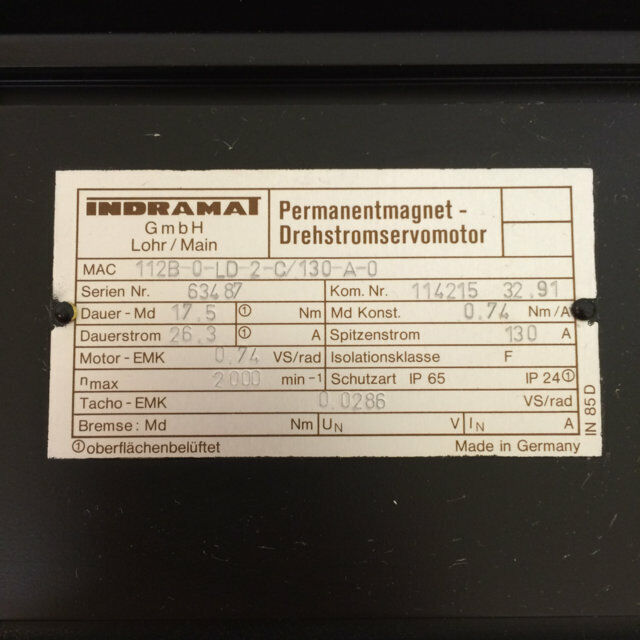 INDRAMAT
GmbH
Lohr / Main
Permanentmagnet -
Drehstromservomotor
MAC 112B-0-LD-2-C/130-A-0
Serien Nr. 63487 Kom. Nr. 114215 32.91
Dauer - Md 17,5 ① Nm Md Konst. 0.74 Nm/A
Dauerstrom 26.3 ① A Spitzenstrom 130 A
Motor - EMK 0,74 VS/rad Isolationsklasse F
nmax 2000 min -1 Schutzart IP 65 IP 24①
Tacho - EMK 0.0286 VS/rad
Bremse : Md Nm UN V IN A
①oberflächenbelüftet Made in Germany
IN 85 D